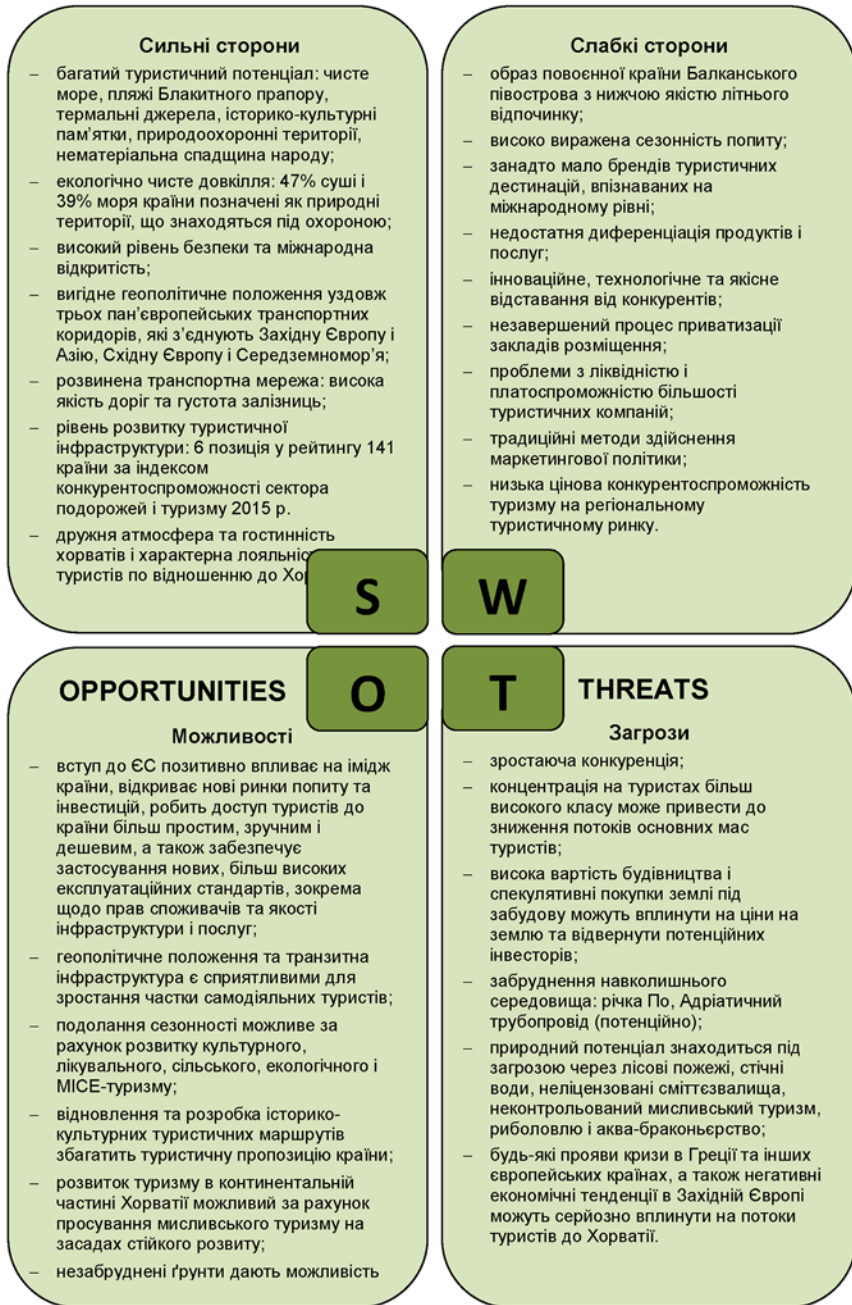 Сильні сторони
– багатий туристичний потенціал: чисте
море, пляжі Блакитного прапору,
термальні джерела, історико-культурні
пам’ятки, природоохоронні території,
нематеріальна спадщина народу;
– екологічно чисте довкілля: 47% суші і
39% моря країни позначені як природні
території, що знаходяться під охороною;
– високий рівень безпеки та міжнародна
відкритість;
– вигідне геополітичне положення уздовж
трьох пан’європейських транспортних
коридорів, які з’єднують Західну Європу і
Азію, Східну Європу і Середземномор’я;
– розвинена транспортна мережа: висока
якість доріг та густота залізниць;
– рівень розвитку туристичної
інфраструктури: 6 позиція у рейтингу 141
країни за індексом
конкурентоспроможності сектора
подорожей і туризму 2015 р.
– дружня атмосфера та гостинність
хорватів і характерна
туристів по відношенню до
S
Слабкі сторони
– образ повоєнної країни Балканського
півострова з нижчою якістю літнього
відпочинку;
– високо виражена сезонність попиту;
– занадто мало брендів туристичних
дестинацій, впізнаваних на
міжнародному рівні;
– недостатня диференціація продуктів і
послуг;
– інноваційне, технологічне та якісне
відставання від конкурентів;
– незавершений процес приватизації
закладів розміщення;
– проблеми з ліквідністю і
платоспроможністю більшості
туристичних компаній;
– традиційні методи здійснення
маркетингової політики;
– низька цінова конкурентоспроможність
туризму на регіональному
туристичному ринку.
W
OPPORTUNITIES
O
Можливості
– вступ до ЄС позитивно впливає на імідж
країни, відкриває нові ринки попиту та
інвестицій, робить доступ туристів до
країни більш простим, зручним і
дешевим, а також забезпечує
застосування нових, більш високих
експлуатаційних стандартів, зокрема
щодо прав споживачів та якості
інфраструктури і послуг;
– геополітичне положення та транзитна
інфраструктура є сприятливими для
зростання частки самодіяльних туристів;
– подолання сезонності можливе за
рахунок розвитку культурного,
лікувального, сільського, екологічного і
МІСЕ-туризму;
– відновлення та розробка історико-
культурних туристичних маршрутів
збагатить туристичну пропозицію країни;
– розвиток туризму в континентальній
частині Хорватії можливий за рахунок
просування мисливського туризму на
засадах стійкого розвитку;
– незабруднені ґрунти дають можливість
T
THREATS
Загрози
– зростаюча конкуренція;
– концентрація на туристах більш
високого класу може привести до
зниження потоків основних мас
туристів;
– висока вартість будівництва і
спекулятивні покупки землі під
забудову можуть вплинути на ціни на
землю та відвернути потенційних
інвесторів;
– забруднення навколишнього
середовища: річка По, Адріатичний
трубопровід (потенційно);
– природний потенціал знаходиться під
загрозою через лісові пожежі, стічні
води, неліцензовані сміттєзвалища,
неконтрольований мисливський туризм,
риболовлю і аква-браконьєрство;
– будь-які прояви кризи в Греції та інших
європейських країнах, а також негативні
економічні тенденції в Західній Європі
можуть серйозно вплинути на потоки
туристів до Хорватії.